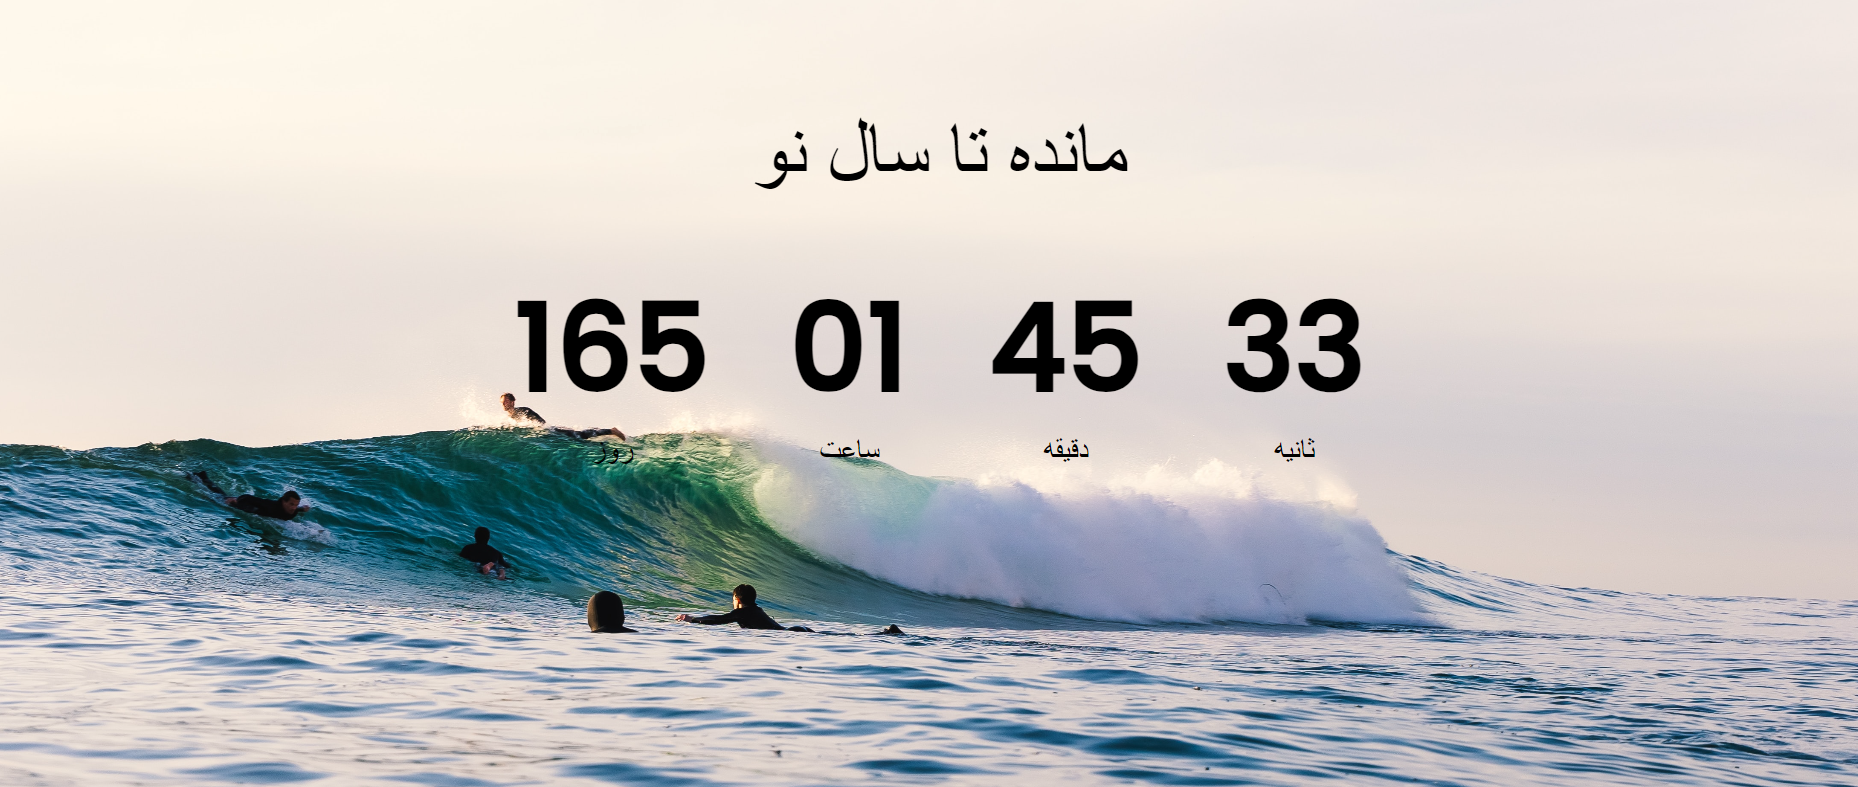 مانده تا سال نو
165 01 45 33
روز ساعت دقیقه ثانیه